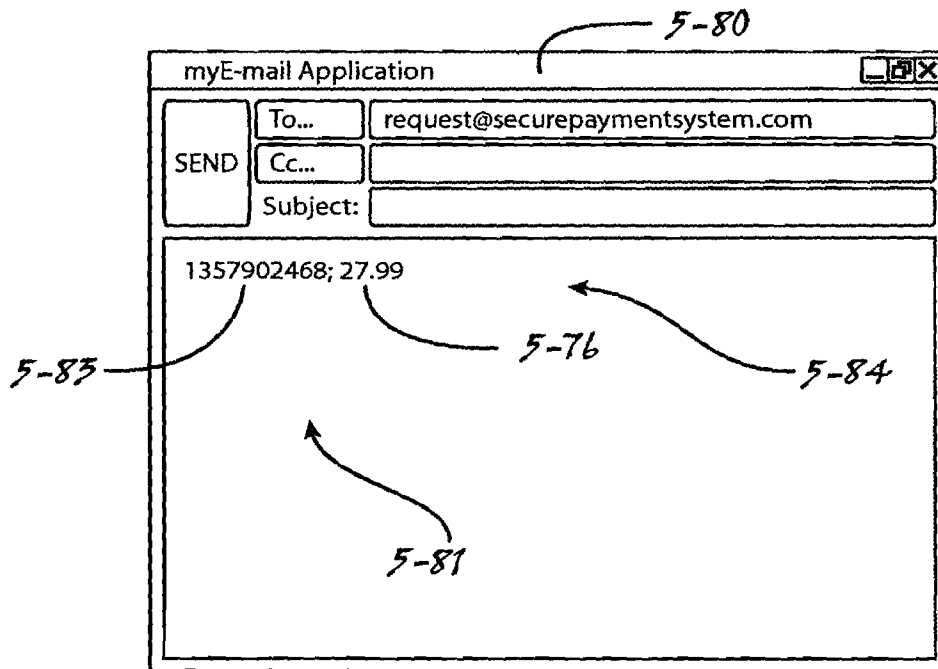 5-80
myE-mail Application
To... request@securepaymentsystem.com
SEND Cc...
Subject:
1357902468; 27.99
5-83 5-76 5-84
5-81